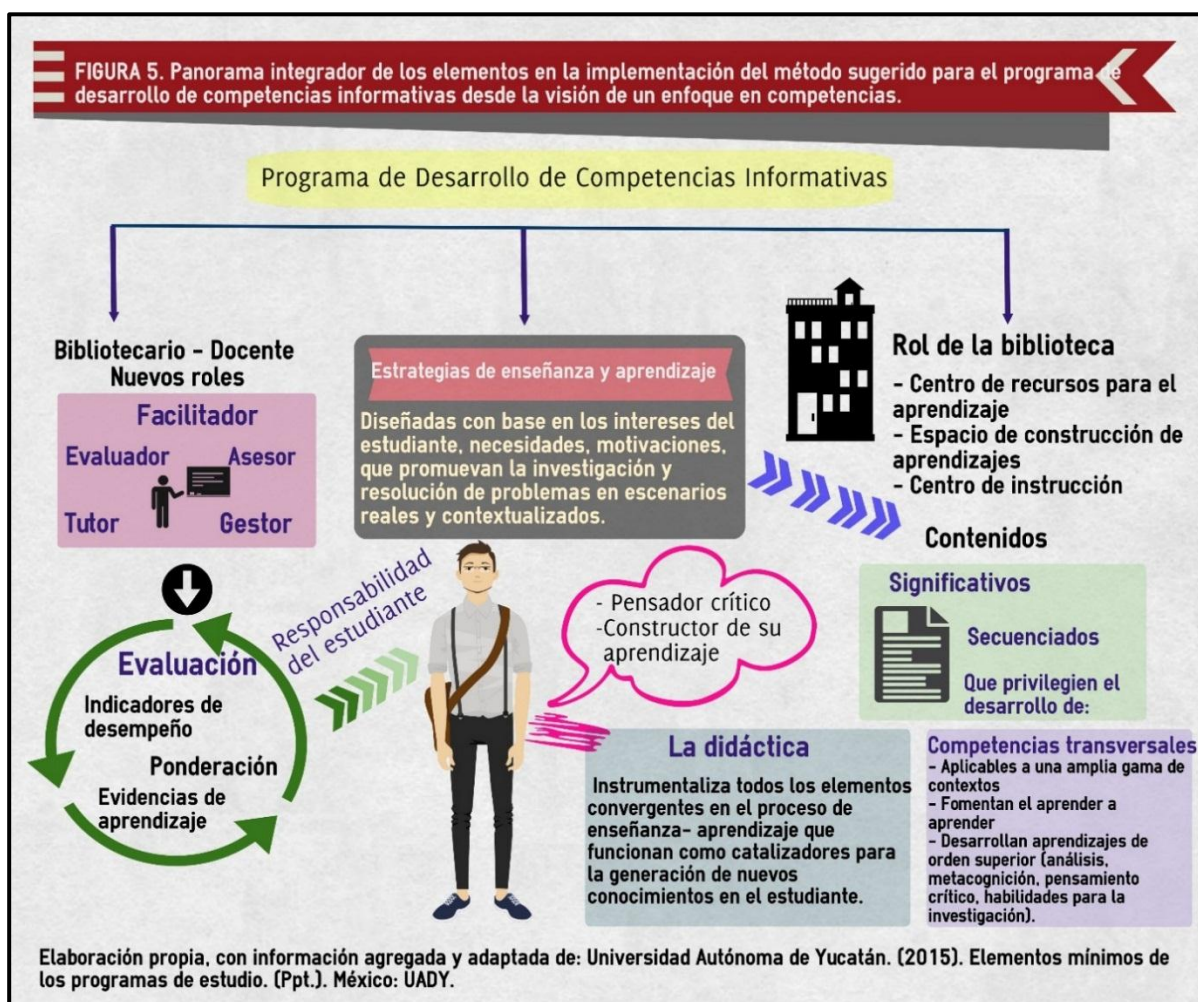 FIGURA 5. Panorama integrador de los elementos en la implementación del método sugerido para el programa de
desarrollo de competencias informativas desde la visión de un enfoque en competencias.
Programa de Desarrollo de Competencias Informativas
Bibliotecario - Docente
Nuevos roles
Facilitador
Evaluador
Asesor
Tutor
Gestor
Evaluación
Indicadores de
desempeño
Ponderación
Evidencias de
aprendizaje
Responsabilidad
del estudiante
Estrategias de enseñanza y aprendizaje
Diseñadas con base en los intereses del
estudiante, necesidades, motivaciones,
que promuevan la investigación y
resolución de problemas en escenarios
reales y contextualizados.
- Pensador crítico
-Constructor de su
aprendizaje
La didáctica
Instrumentaliza todos los elementos
convergentes en el proceso de
enseñanza- aprendizaje que
funcionan como catalizadores para
la generación de nuevos
conocimientos en el estudiante.
Rol de la biblioteca
- Centro de recursos para el
aprendizaje
- Espacio de construcción de
aprendizajes
- Centro de instrucción
Contenidos
Significativos
Secuenciados
Que privilegien el
desarrollo de:
Competencias transversales
- Aplicables a una amplia gama de
contextos
- Fomentan el aprender a
aprender
- Desarrollan aprendizajes de
orden superior (análisis,
metacognición, pensamiento
crítico, habilidades para la
investigación).
Elaboración propia, con información agregada y adaptada de: Universidad Autónoma de Yucatán. (2015). Elementos mínimos de
los programas de estudio. (Ppt.). México: UADY.